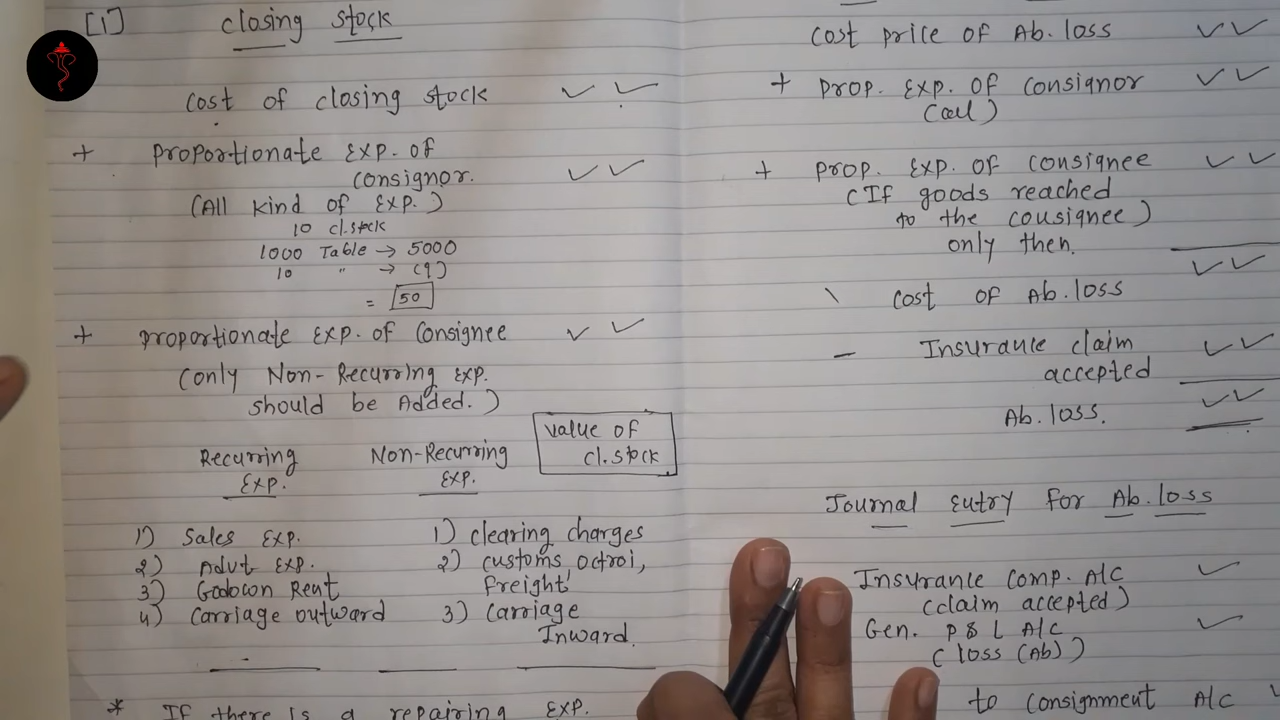 [1] closing stock
cost of closing stock ✓ ✓
+ proportionate Exp. of
consignor. ✓ ✓
(All kind of Exp.)
10 cl.stock
1000 Table → 5000
10 " → (9)
= 50
+ proportionate Exp. of consignee ✓ ✓
(only Non-Recurring Exp.
should be Added.)
value of
cl.stock
Recurring
Exp.
1) Sales Exp.
2) Advt Exp.
3) Godown Rent
4) Carriage outward
Non-Recurring
Exp.
1) clearing charges
2) customs octroi,
freight
3) Carriage
Inward.
* If there is a repairing Exp.
cost price of Ab.loss ✓ ✓
+ prop. Exp. of consignor ✓ ✓
(all)
+ prop. Exp. of consignee ✓ ✓
(If goods reached
to the cousignee)
only then.
✓ ✓
cost of Ab.loss
- Insurance claim ✓ ✓
accepted
Ab.loss. ✓ ✓
Journal Entry for Ab.loss
Insurance comp. A/c ✓
(claim accepted)
Gen. P & L A/c ✓
(loss (Ab))
to consignment A/c